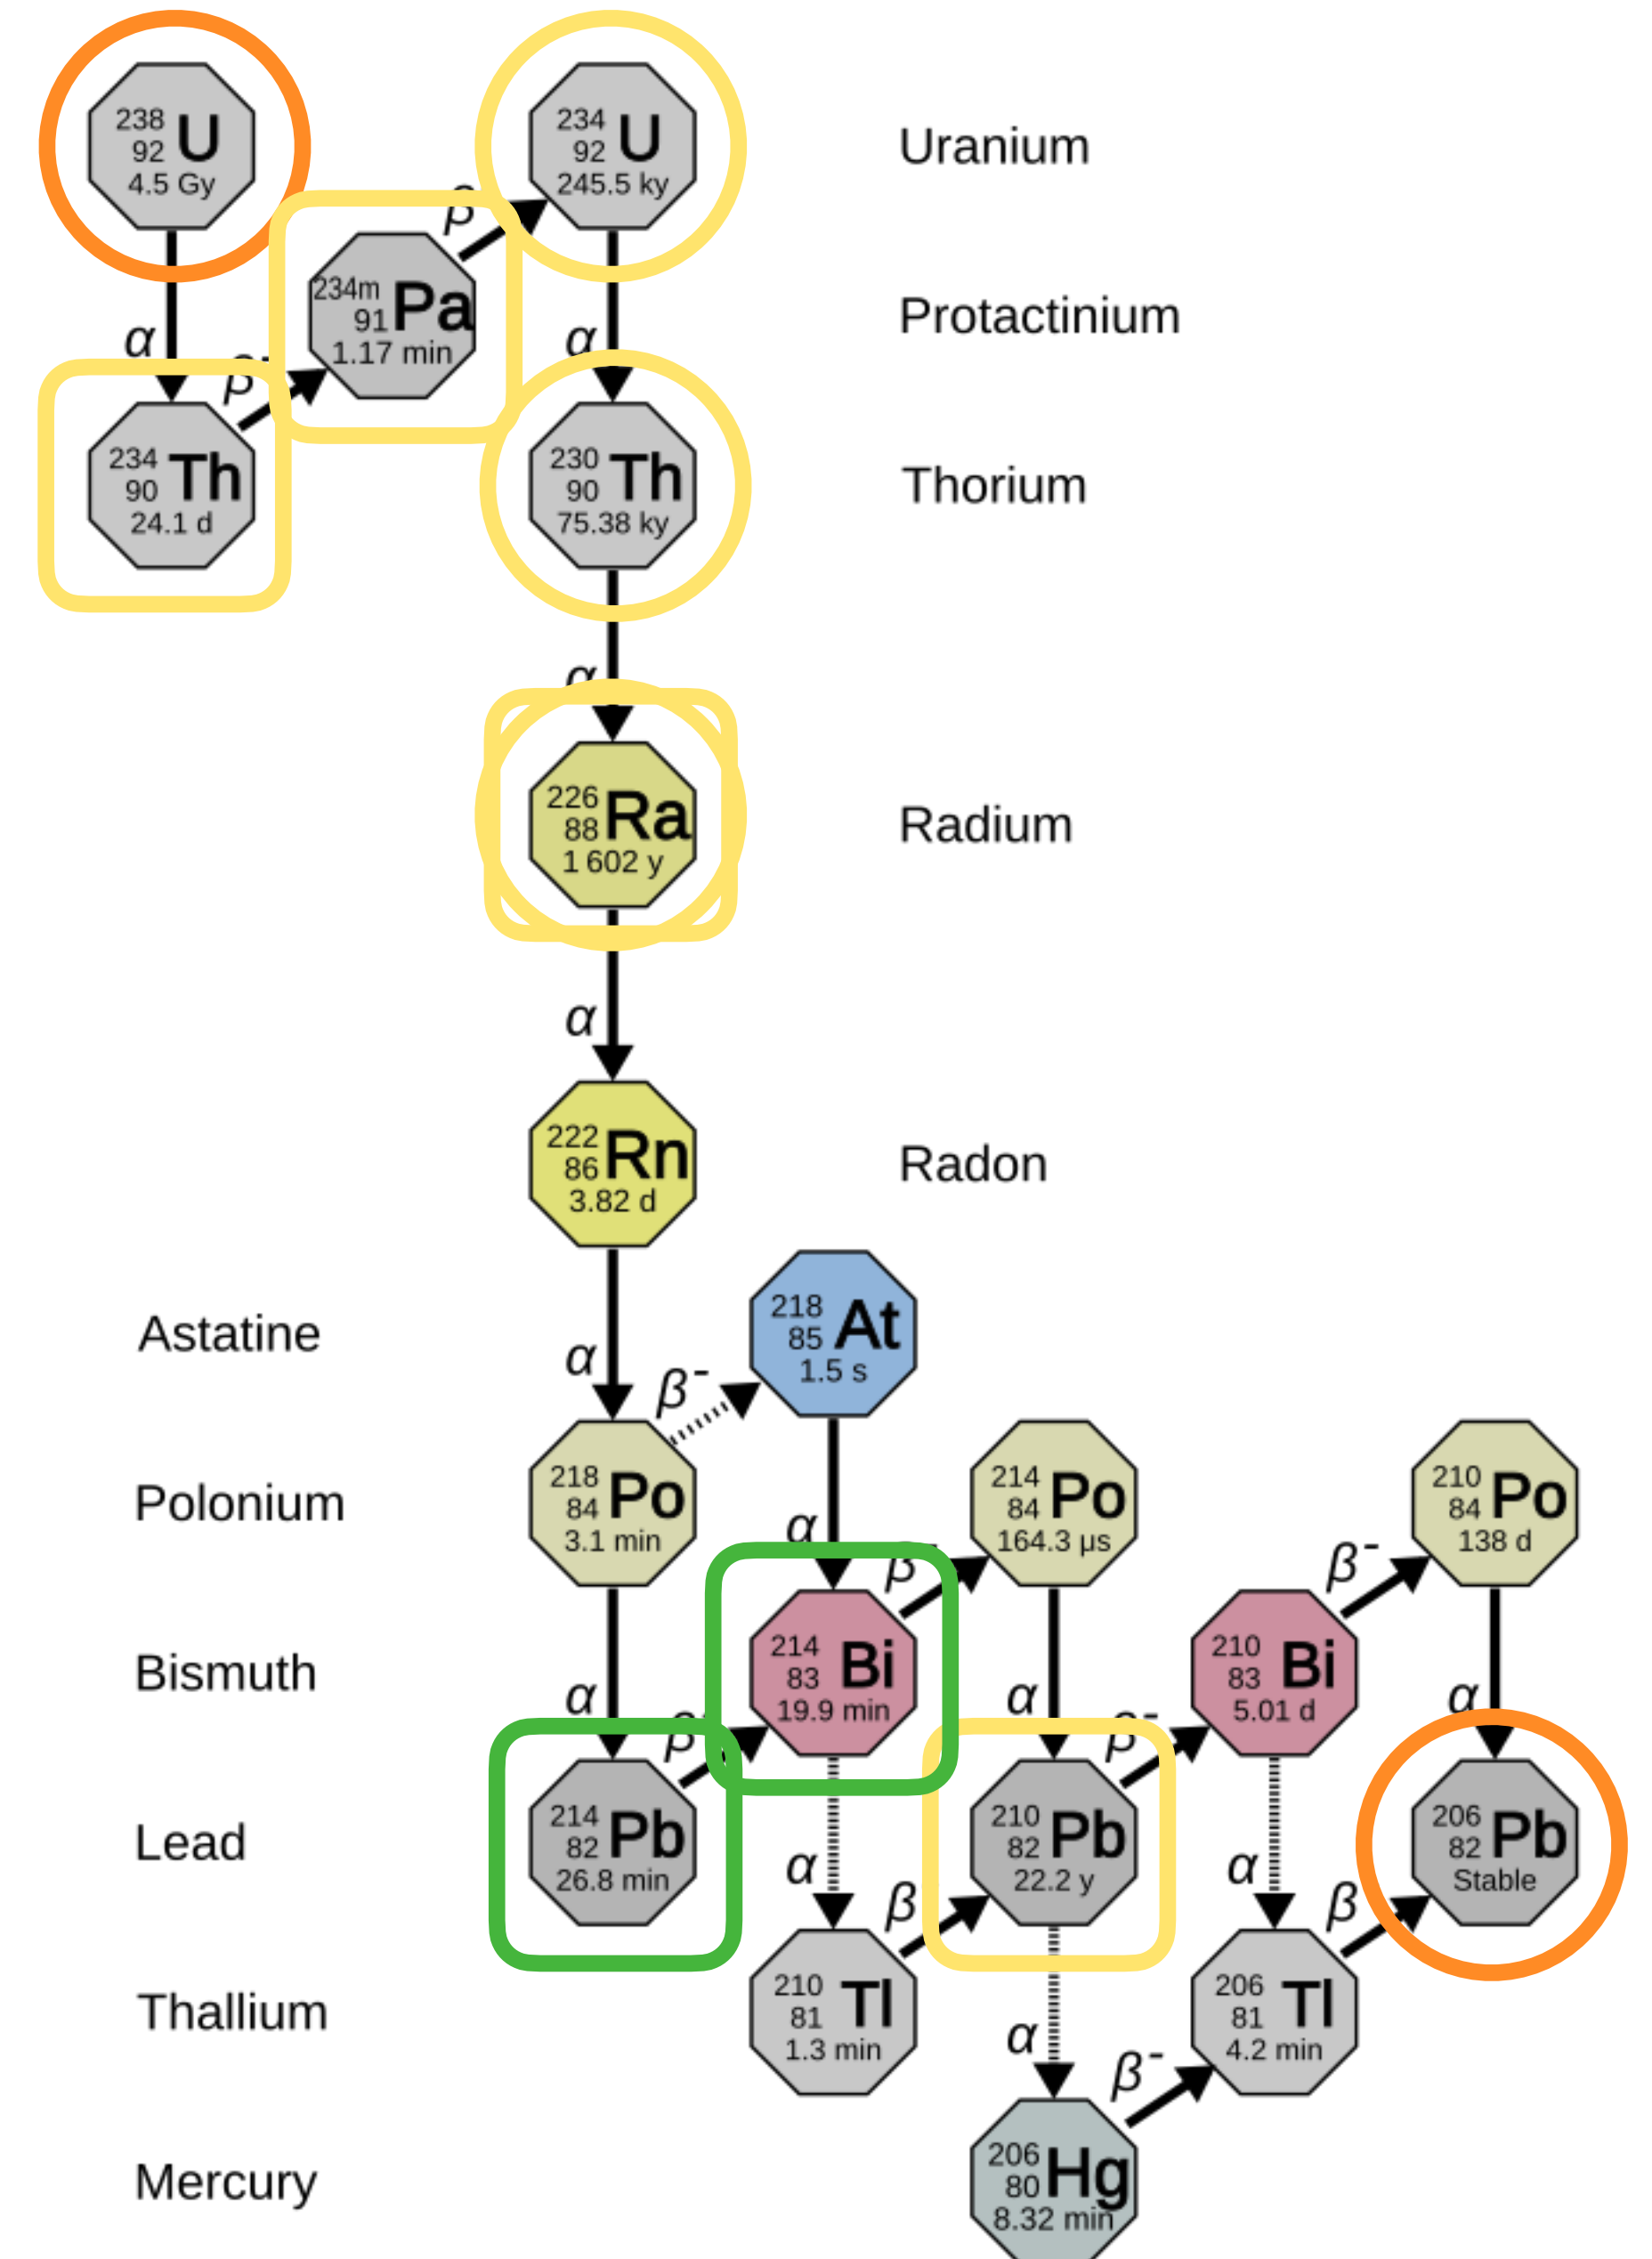 238
92 U
4.5 Gy
234
92 U
245.5 ky
Uranium
β
234m
91 Pa
1.17 min
Protactinium
α
β-
α
234
90 Th
24.1 d
230
90 Th
75.38 ky
Thorium
α
226
88 Ra
1 602 y
Radium
α
222
86 Rn
3.82 d
Radon
218
85 At
1.5 s
Astatine
α
β-
218
84 Po
3.1 min
214
84 Po
164.3 µs
210
84 Po
138 d
Polonium
α
β-
β-
214
83 Bi
19.9 min
210
83 Bi
5.01 d
Bismuth
α
β-
α
β-
α
214
82 Pb
26.8 min
210
82 Pb
22.2 y
206
82 Pb
Stable
Lead
α
β
α
β
210
81 Tl
1.3 min
206
81 Tl
4.2 min
Thallium
α
β-
206
80 Hg
8.32 min
Mercury